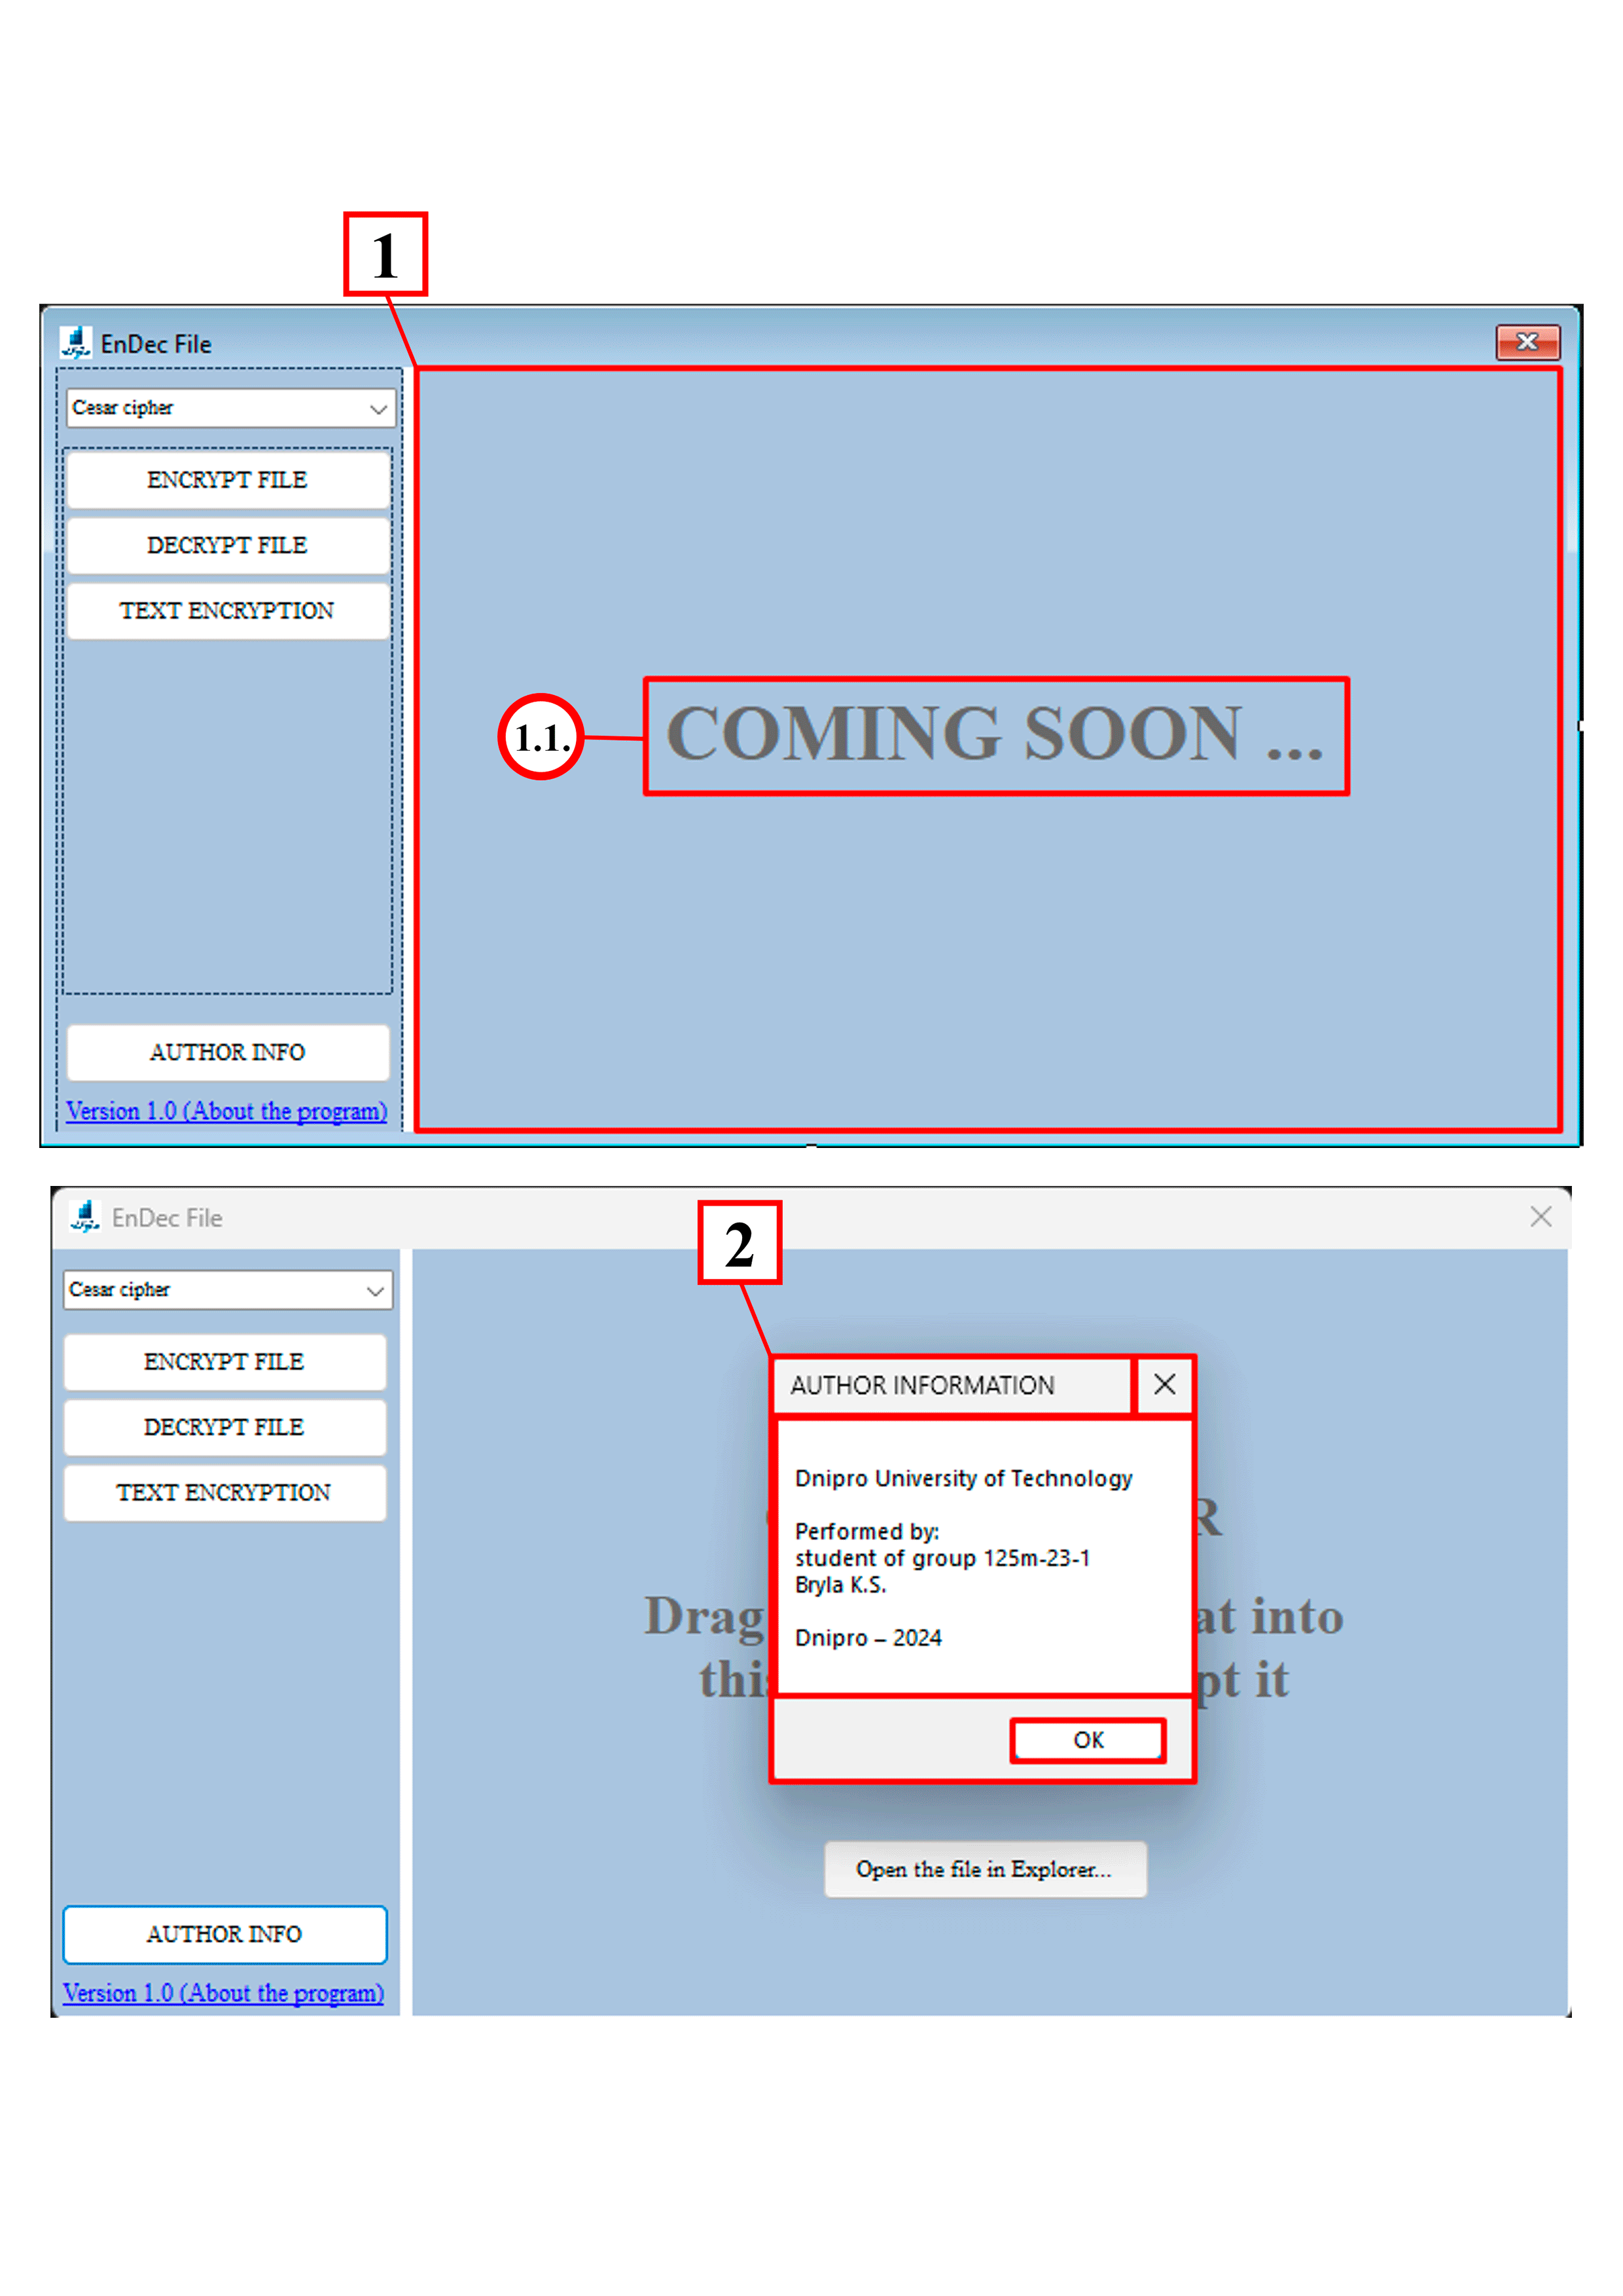 1
EnDec File
Cesar cipher
ENCRYPT FILE
DECRYPT FILE
TEXT ENCRYPTION
1.1.
COMING SOON ...
AUTHOR INFO
Version 1.0 (About the program)
EnDec File
2
Cesar cipher
ENCRYPT FILE
DECRYPT FILE
TEXT ENCRYPTION
AUTHOR INFORMATION
Dnipro University of Technology
Performed by:
student of group 125m-23-1
Bryla K.S.
Dnipro – 2024
OK
Drag into
it
Open the file in Explorer...
AUTHOR INFO
Version 1.0 (About the program)